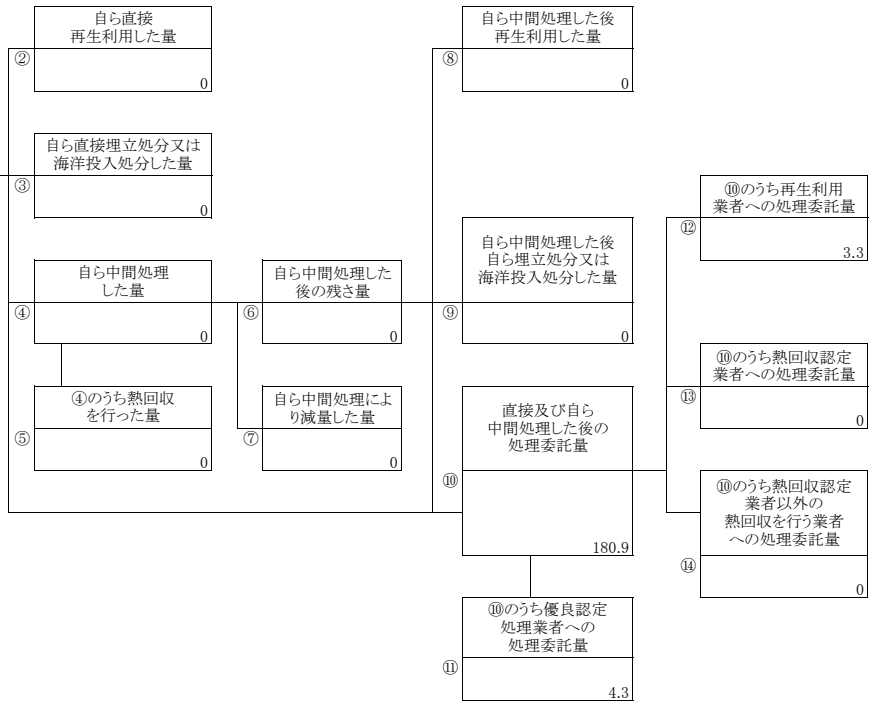 自ら直接
再生利用した量
②
0
自ら直接埋立処分又は
海洋投入処分した量
③
0
自ら中間処理
した量
④
0
④のうち熱回収
を行った量
⑤
0
自ら中間処理した
後の残さ量
⑥
0
自ら中間処理によ
り減量した量
⑦
0
自ら中間処理した後
再生利用した量
⑧
0
自ら中間処理した後
自ら埋立処分又は
海洋投入処分した量
⑨
0
直接及び自ら
中間処理した後の
処理委託量
⑩
180.9
⑩のうち優良認定
処理業者への
処理委託量
⑪
4.3
⑩のうち再生利用
業者への処理委託量
⑫
3.3
⑩のうち熱回収認定
業者への処理委託量
⑬
0
⑩のうち熱回収認定
業者以外の
熱回収を行う業者
への処理委託量
⑭
0